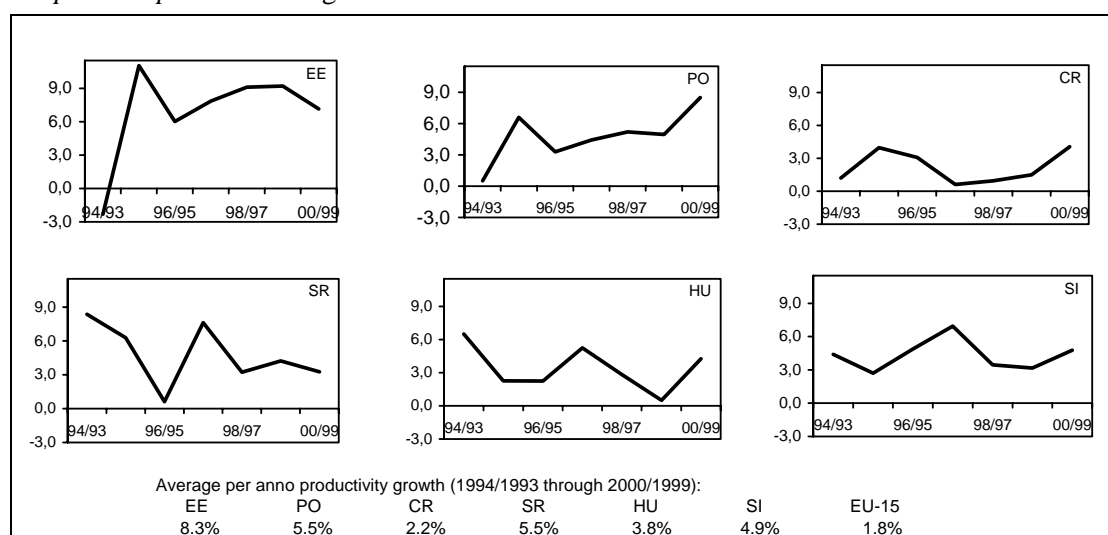 EE
9,0
6,0
3,0
0,0
-3,0
94/93 96/95 98/97 00/99
PO
9,0
6,0
3,0
0,0
-3,0
94/93 96/95 98/97 00/99
CR
9,0
6,0
3,0
0,0
-3,0
94/93 96/95 98/97 00/99
SR
9,0
6,0
3,0
0,0
-3,0
94/93 96/95 98/97 00/99
HU
9,0
6,0
3,0
0,0
-3,0
94/93 96/95 98/97 00/99
SI
9,0
6,0
3,0
0,0
-3,0
94/93 96/95 98/97 00/99
Average per anno productivity growth (1994/1993 through 2000/1999):
EE PO CR SR HU SI EU-15
8.3% 5.5% 2.2% 5.5% 3.8% 4.9% 1.8%